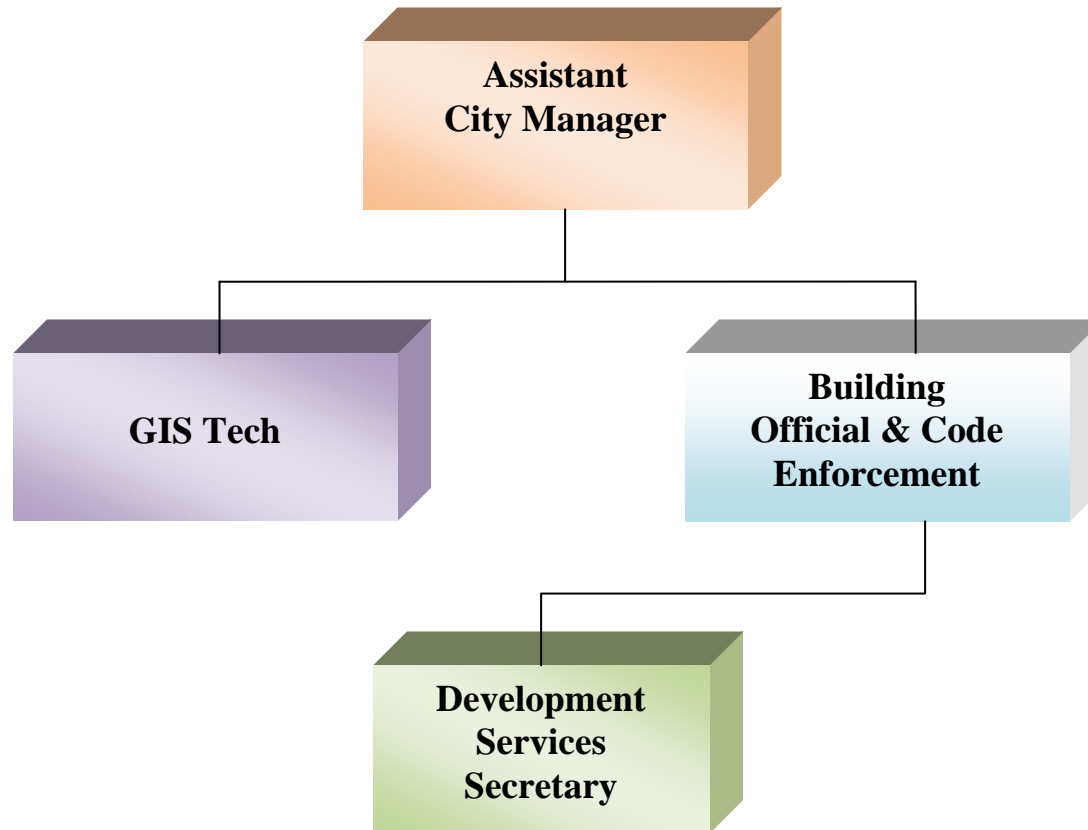 Assistant
City Manager
GIS Tech
Building
Official & Code
Enforcement
Development
Services
Secretary